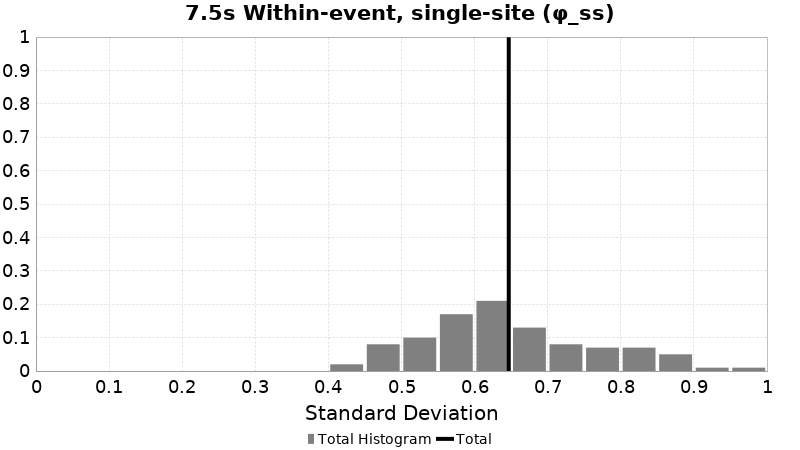 7.5s Within-event, single-site (φ_ss)
1
0.9
0.8
0.7
0.6
0.5
0.4
0.3
0.2
0.1
0
0 0.1 0.2 0.3 0.4 0.5 0.6 0.7 0.8 0.9 1
Standard Deviation
Total Histogram Total